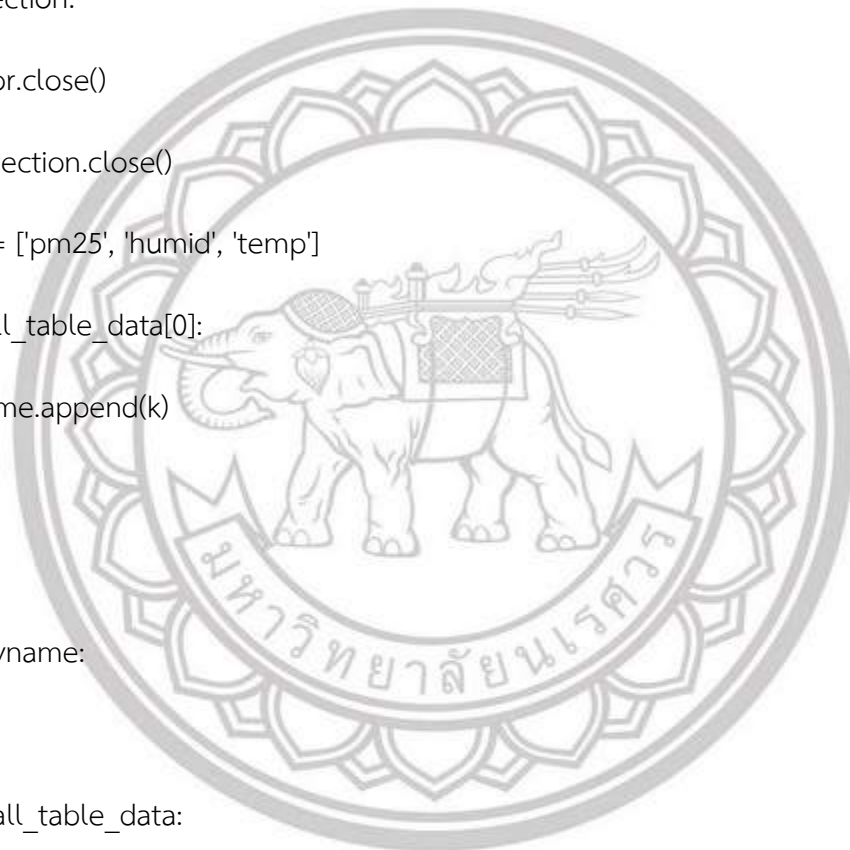 ection:
or.close()
ection.close()
= ['pm25', 'humid', 'temp']
ll_table_data[0]:
me.append(k)
yname:
all_table_data:
มหาวิทยาลัยนเรศวร